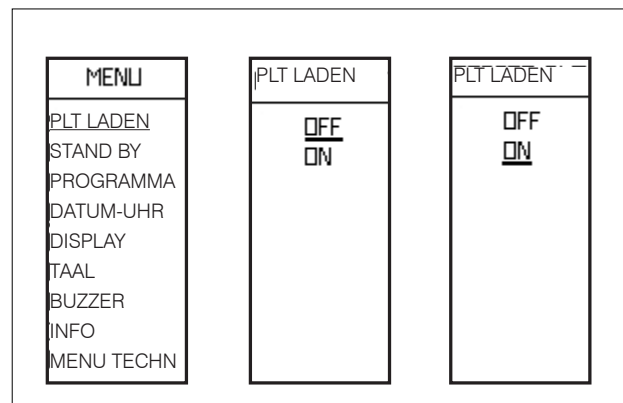 MENU
PLT LADEN
STAND BY
PROGRAMMA
DATUM-UHR
DISPLAY
TAAL
BUZZER
INFO
MENU TECHN
PLT LADEN
OFF
ON
PLT LADEN
OFF
ON